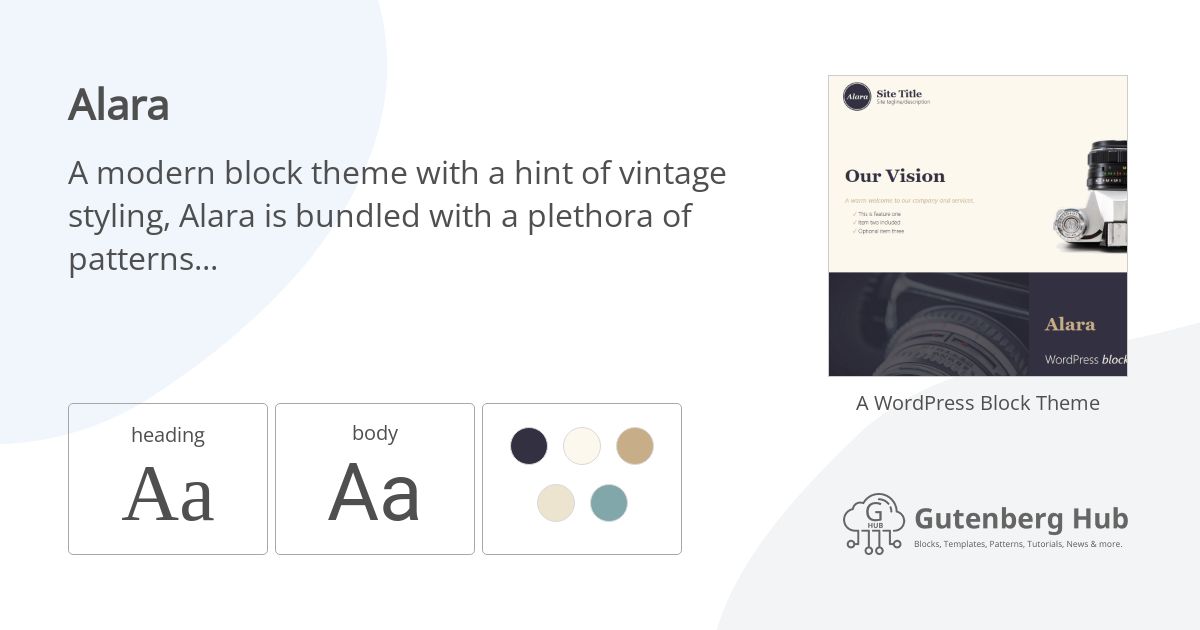 Alara
A modern block theme with a hint of vintage
styling, Alara is bundled with a plethora of
patterns...
heading
Aa
body
Aa
Alara
Site Title
Site tagline/description
Our Vision
A warm welcome to our company and services.
✓ This is feature one
✓ Item two included
✓ Optional item three
Alara
WordPress block
A WordPress Block Theme
G
HUB
Gutenberg Hub
Blocks, Templates, Patterns, Tutorials, News & more.